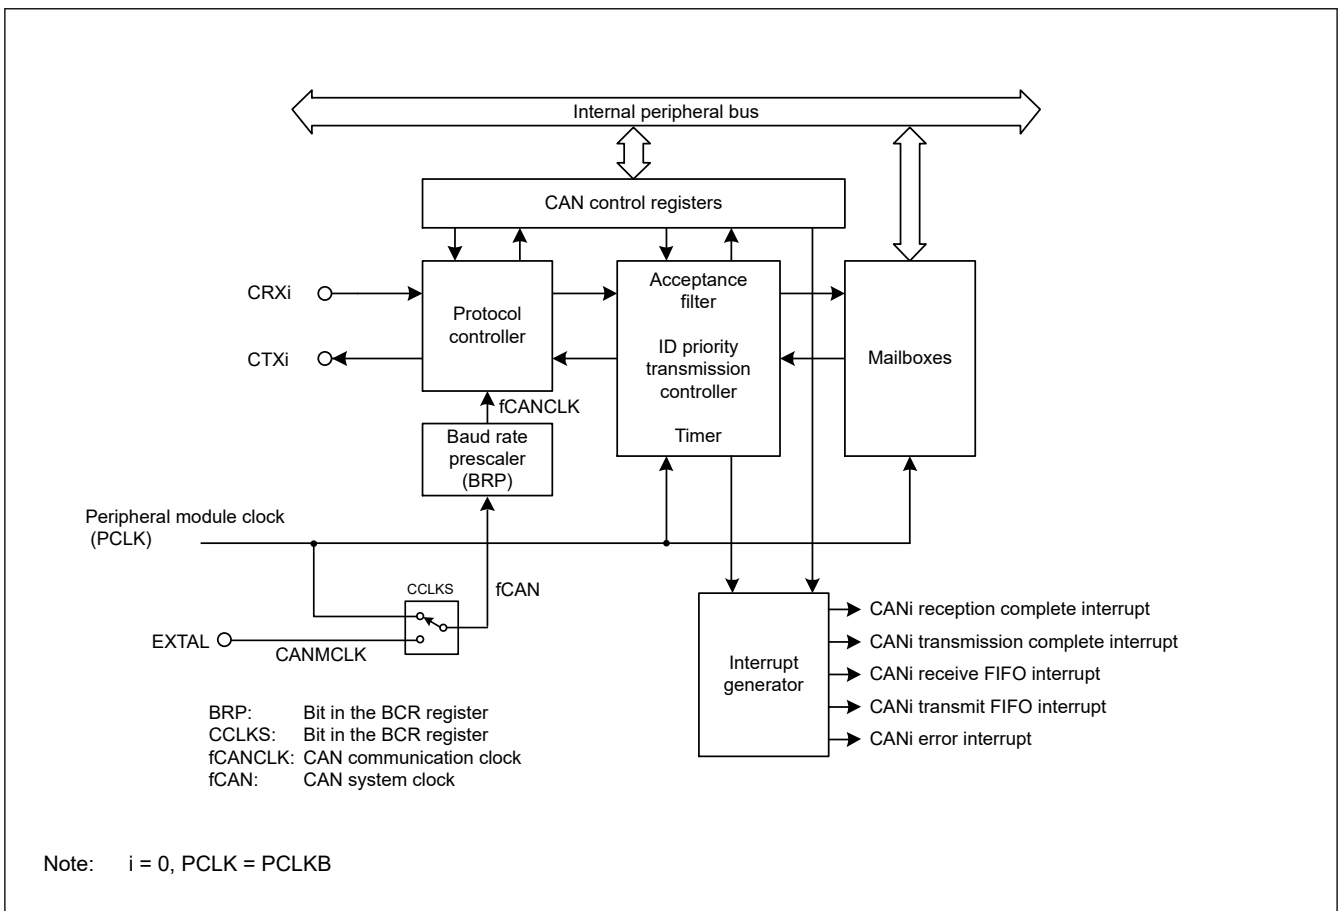 Internal peripheral bus
CAN control registers
CRXi
CTXi
Protocol
controller
Acceptance
filter
ID priority
transmission
controller
Timer
Mailboxes
fCANCLK
Baud rate
prescaler
(BRP)
Peripheral module clock
(PCLK)
CCLKS
fCAN
EXTAL
CANMCLK
Interrupt
generator
CANi reception complete interrupt
CANi transmission complete interrupt
CANi receive FIFO interrupt
CANi transmit FIFO interrupt
CANi error interrupt
BRP: Bit in the BCR register
CCLKS: Bit in the BCR register
fCANCLK: CAN communication clock
fCAN: CAN system clock
Note: i = 0, PCLK = PCLKB